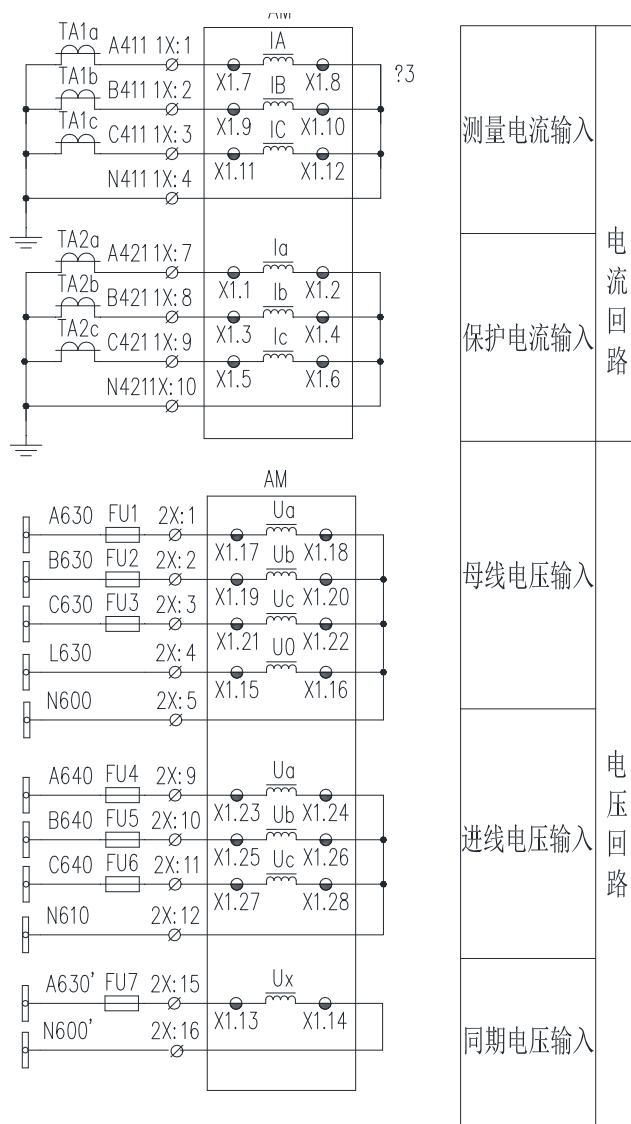 AM
TA1a A411 1X:1 IA
X1.7 X1.8 ?3
TA1b B411 1X:2 IB
X1.9 X1.10
TA1c C411 1X:3 IC
X1.11 X1.12
N411 1X:4
测量电流输入
TA2a A421 1X:7 Ia
X1.1 X1.2
TA2b B421 1X:8 Ib
X1.3 X1.4
TA2c C421 1X:9 Ic
X1.5 X1.6
N421 1X:10
保护电流输入
电流回路
AM
A630 FU1 2X:1 Ua
X1.17 X1.18
B630 FU2 2X:2 Ub
X1.19 X1.20
C630 FU3 2X:3 Uc
X1.21 X1.22
L630 2X:4 U0
X1.15 X1.16
N600 2X:5
母线电压输入
A640 FU4 2X:9 Ua
X1.23 X1.24
B640 FU5 2X:10 Ub
X1.25 X1.26
C640 FU6 2X:11 Uc
X1.27 X1.28
N610 2X:12
进线电压输入
电压回路
A630' FU7 2X:15 Ux
X1.13 X1.14
N600' 2X:16
同期电压输入